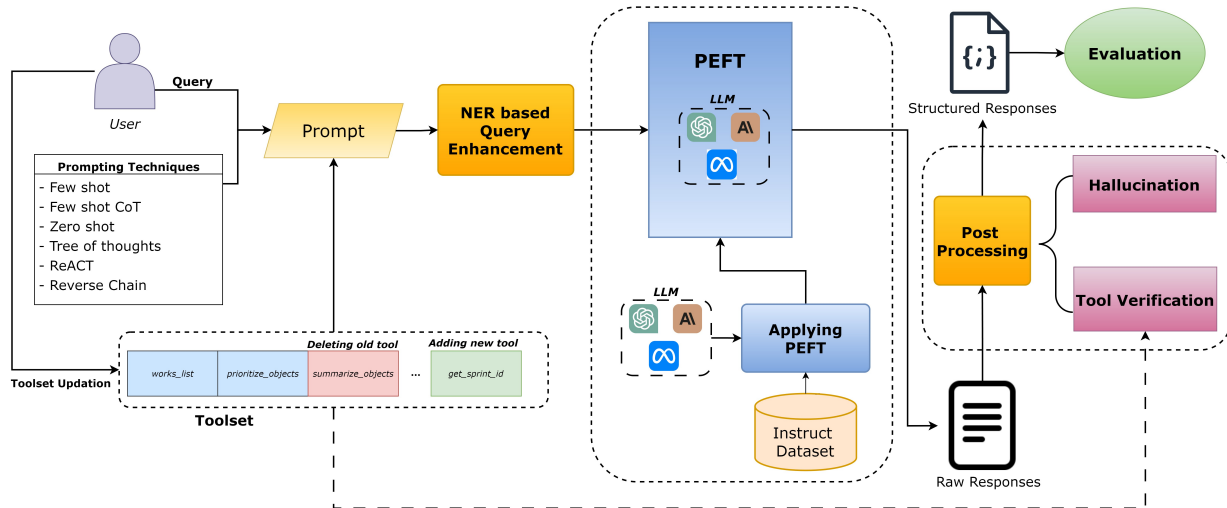 Query
User
Prompting Techniques
- Few shot
- Few shot CoT
- Zero shot
- Tree of thoughts
- ReACT
- Reverse Chain
Prompt
NER based
Query
Enhancement
PEFT
LLM
A\
LLM
A\
Applying
PEFT
Instruct
Dataset
Toolset Updation
Deleting old tool
Adding new tool
works_list
prioritize_objects
summarize_objects
...
get_sprint_id
Toolset
{;}
Structured Responses
Evaluation
Post
Processing
Hallucination
Tool Verification
Raw Responses